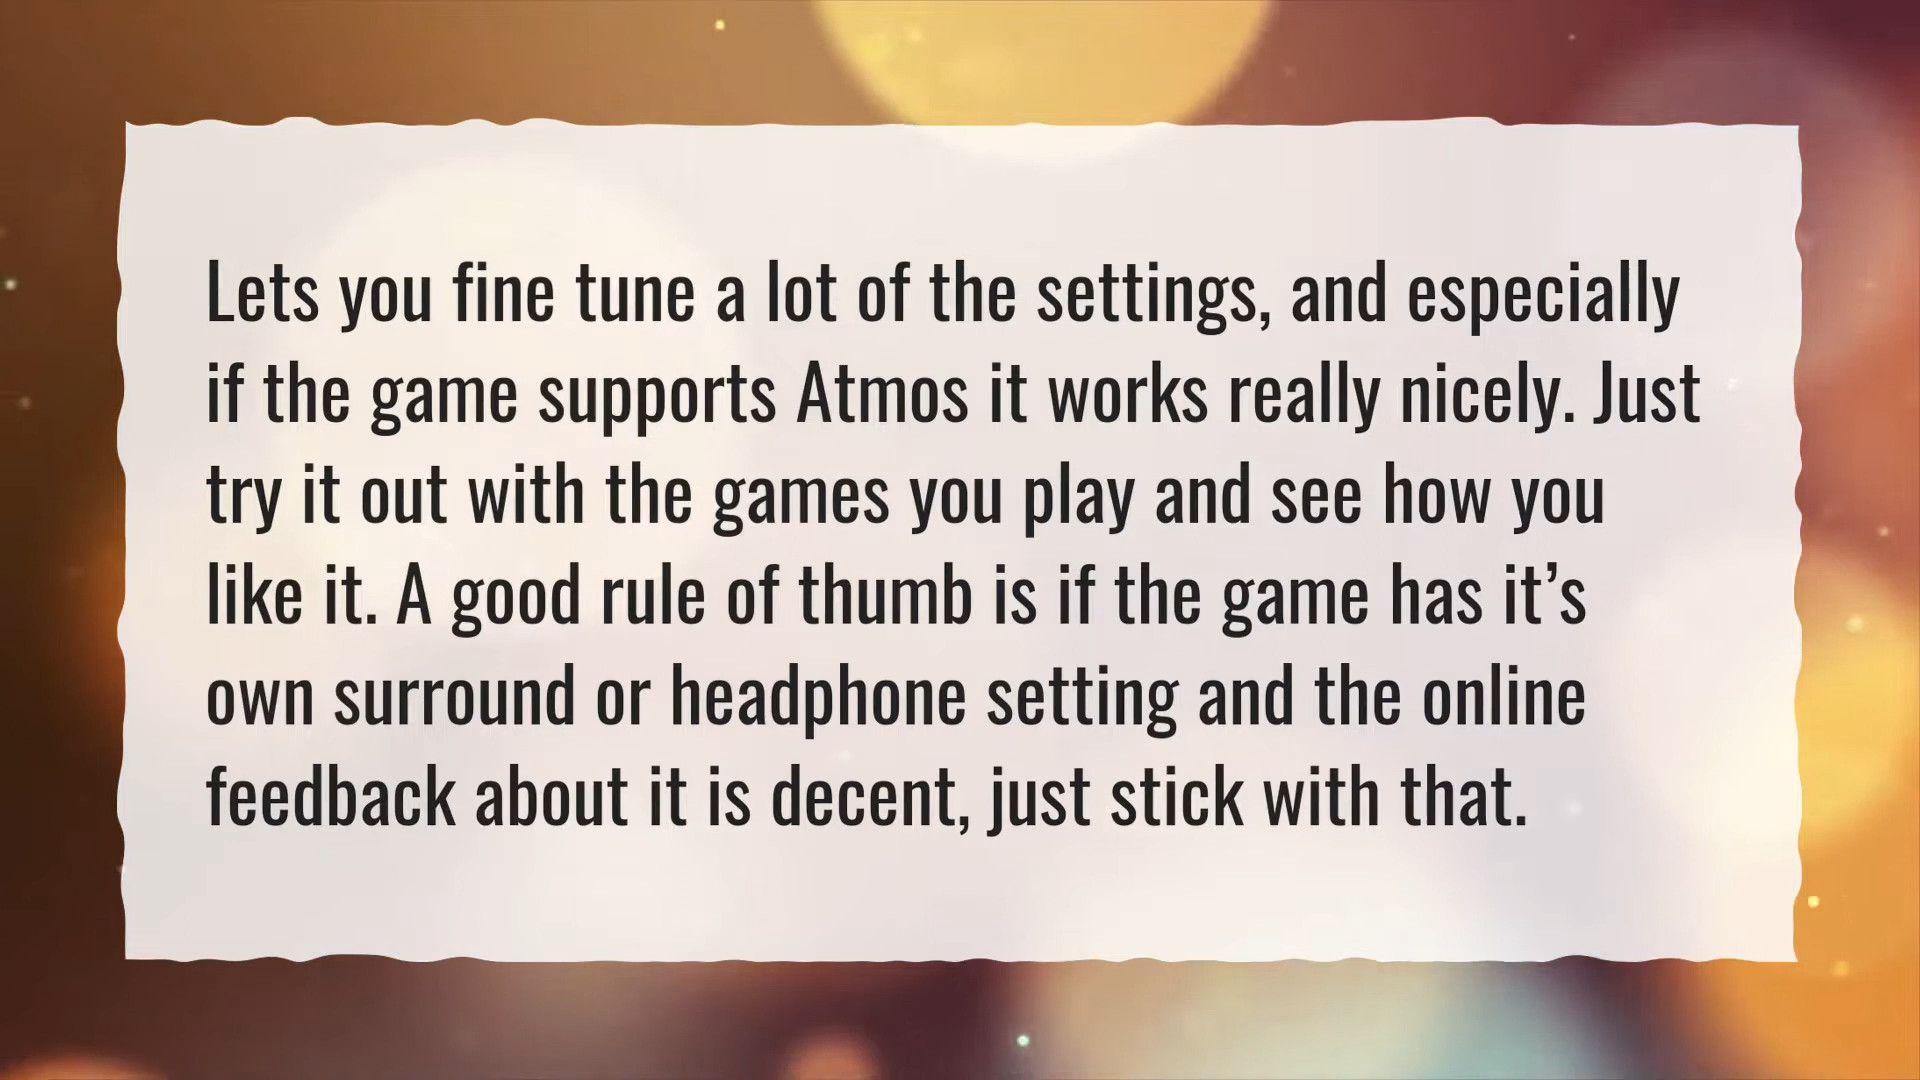 Lets you fine tune a lot of the settings, and especially
if the game supports Atmos it works really nicely. Just
try it out with the games you play and see how you
like it. A good rule of thumb is if the game has it’s
own surround or headphone setting and the online
feedback about it is decent, just stick with that.